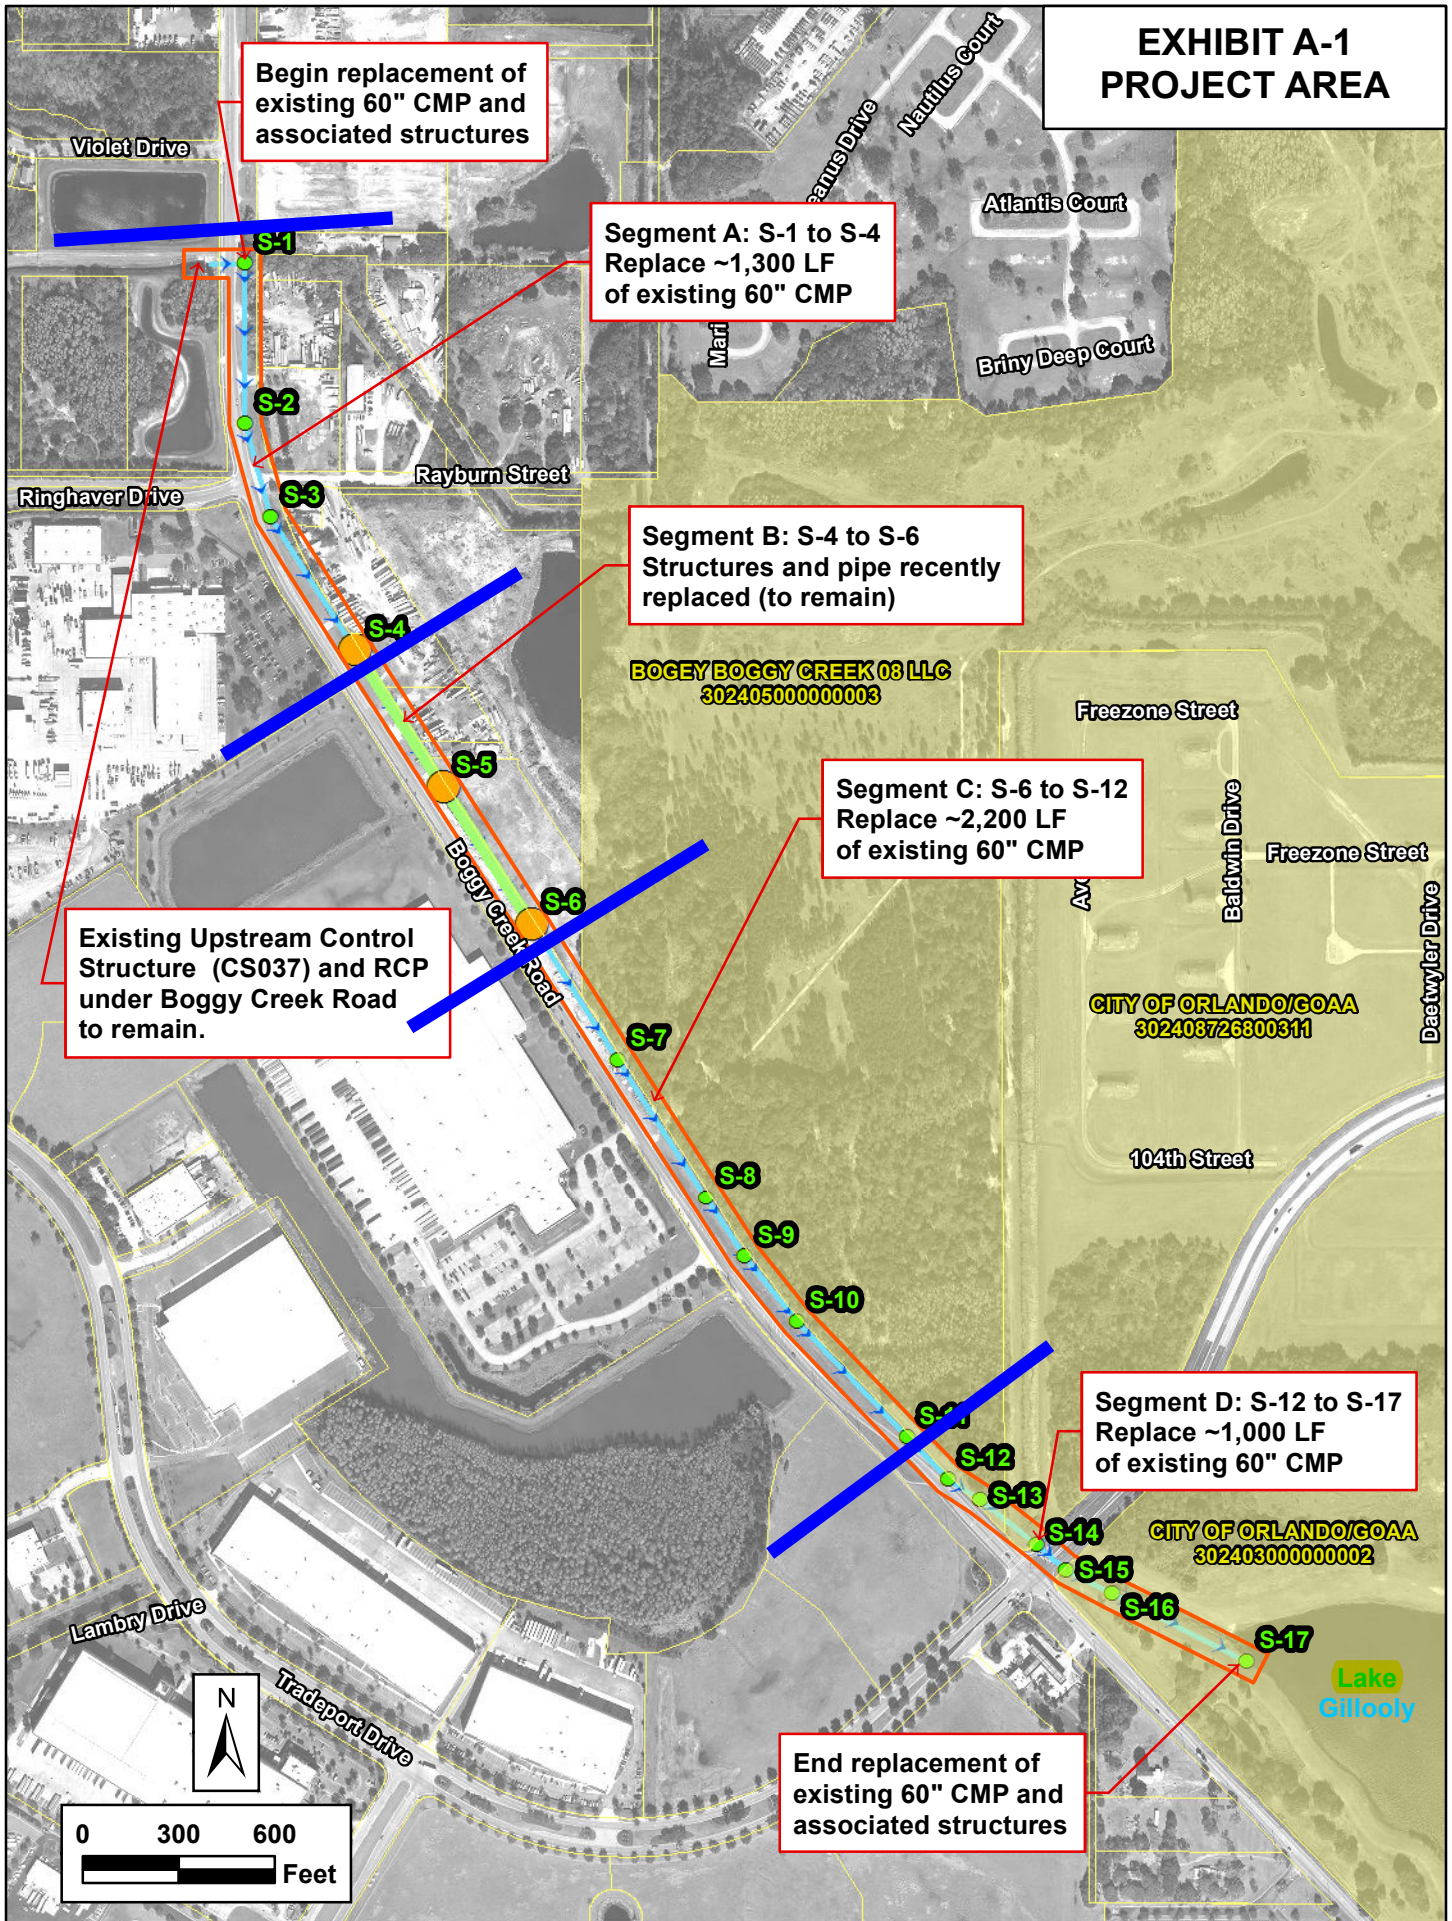 EXHIBIT A-1
PROJECT AREA
Begin replacement of
existing 60" CMP and
associated structures
Violet Drive
Nautilus Court
eanus Drive
Atlantis Court
Mari
Briny Deep Court
Segment A: S-1 to S-4
Replace ~1,300 LF
of existing 60" CMP
S-1
S-2
Rayburn Street
Ringhaver Drive
S-3
Segment B: S-4 to S-6
Structures and pipe recently
replaced (to remain)
S-4
BOGEY BOGGY CREEK 08 LLC
302405000000003
Freezone Street
S-5
Segment C: S-6 to S-12
Replace ~2,200 LF
of existing 60" CMP
Baldwin Drive
Freezone Street
Ave
Daetwyler Drive
Boggy Creek Road
S-6
Existing Upstream Control
Structure (CS037) and RCP
under Boggy Creek Road
to remain.
CITY OF ORLANDO/GOAA
302408726800311
S-7
104th Street
S-8
S-9
S-10
Segment D: S-12 to S-17
Replace ~1,000 LF
of existing 60" CMP
S-11
S-12
S-13
S-14
CITY OF ORLANDO/GOAA
302403000000002
S-15
S-16
S-17
Lake
Gillooly
Lambry Drive
Tradeport Drive
N
End replacement of
existing 60" CMP and
associated structures
0 300 600
Feet